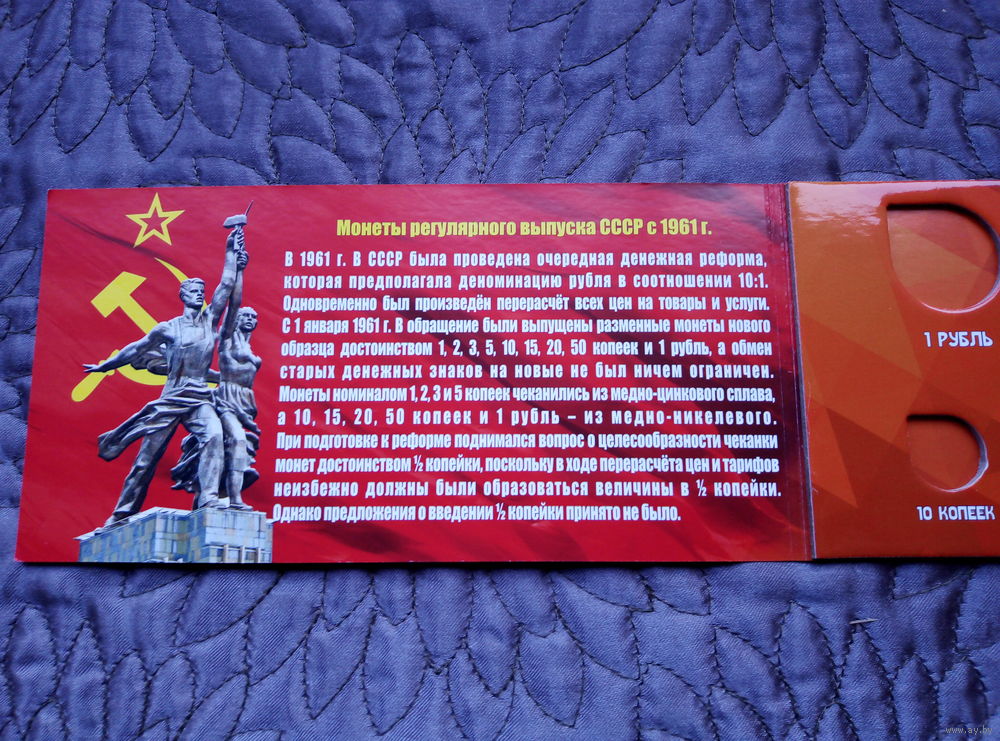 Монеты регулярного выпуска СССР с 1961 г.
В 1961 г. В СССР была проведена очередная денежная реформа,
которая предполагала деноминацию рубля в соотношении 10:1.
Одновременно был произведён перерасчёт всех цен на товары и услуги.
С 1 января 1961 г. В обращение были выпущены разменные монеты нового
образца достоинством 1, 2, 3, 5, 10, 15, 20, 50 копеек и 1 рубль, а обмен
старых денежных знаков на новые не был ничем ограничен.
Монеты номиналом 1, 2, 3 и 5 копеек чеканились из медно-цинкового сплава,
а 10, 15, 20, 50 копеек и 1 рубль – из медно-никелевого.
При подготовке к реформе поднимался вопрос о целесообразности чеканки
монет достоинством ½ копейки, поскольку в ходе перерасчёта цен и тарифов
неизбежно должны были образоваться величины в ½ копейки.
Однако предложения о введении ½ копейки принято не было.
1 РУБЛЬ
10 КОПЕЕК
www.ay.by